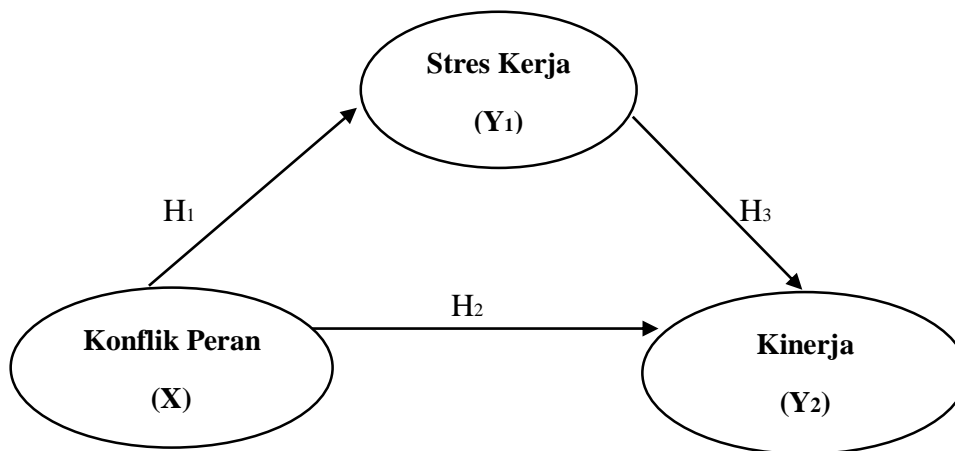 Stres Kerja
(Y1)
H1
H3
H2
Konflik Peran
(X)
Kinerja
(Y2)